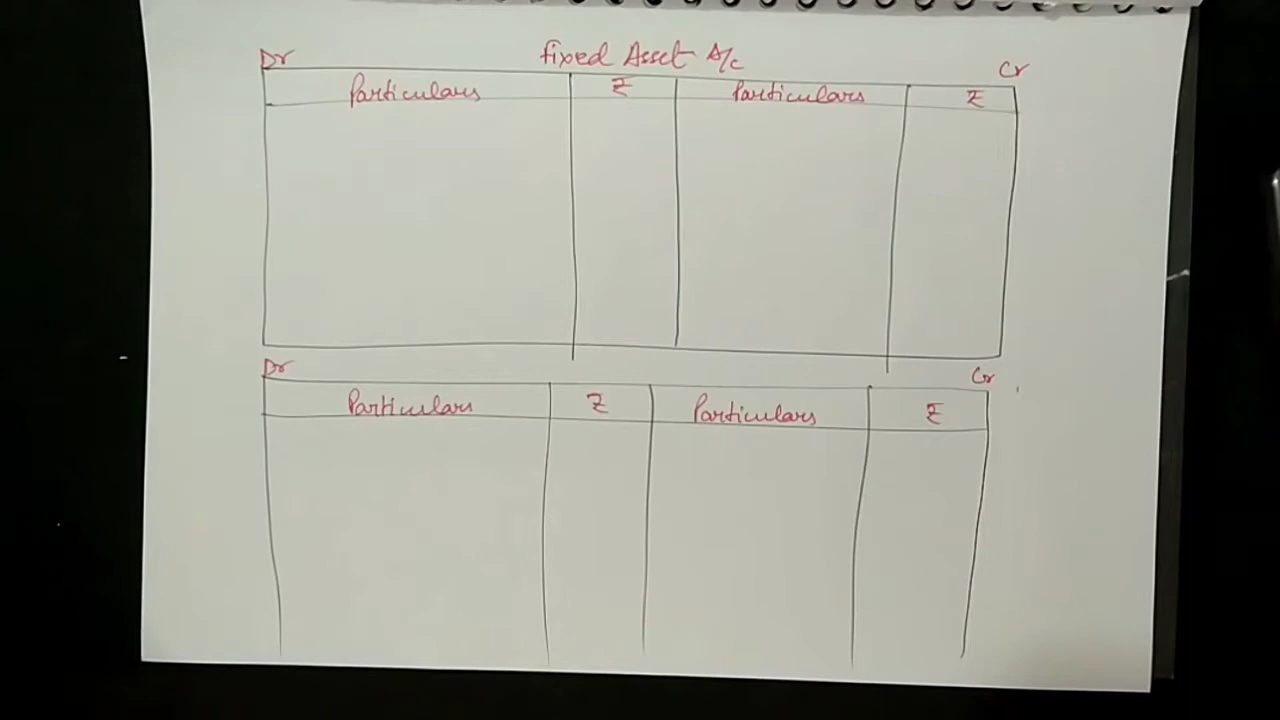 Dr fixed Asset A/c Cr
Particulars ₹ Particulars ₹
Dr Cr
Particulars ₹ Particulars ₹